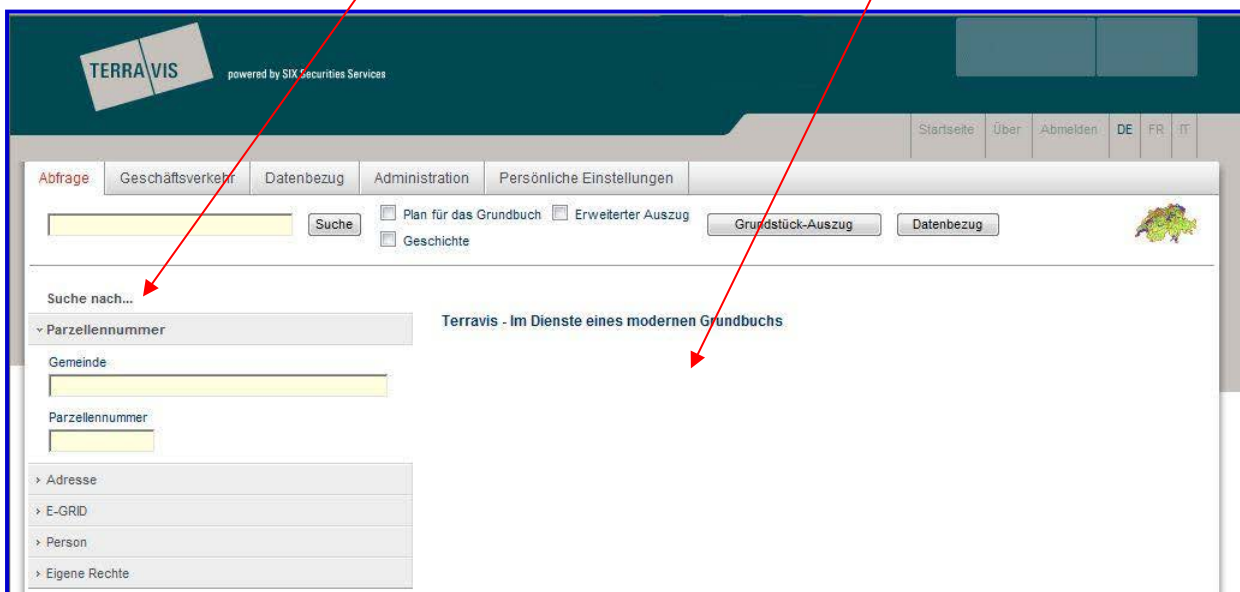 TERRAVIS
powered by SIX Securities Services
Startseite Über Abmelden DE FR IT
Abfrage Geschäftsverkehr Datenbezug Administration Persönliche Einstellungen
Suche Plan für das Grundbuch Erweiterter Auszug Grundstück-Auszug Datenbezug
Geschichte
Suche nach...
Parzellennummer
Terravis - Im Dienste eines modernen Grundbuchs
Gemeinde
Parzellennummer
Adresse
E-GRID
Person
Eigene Rechte